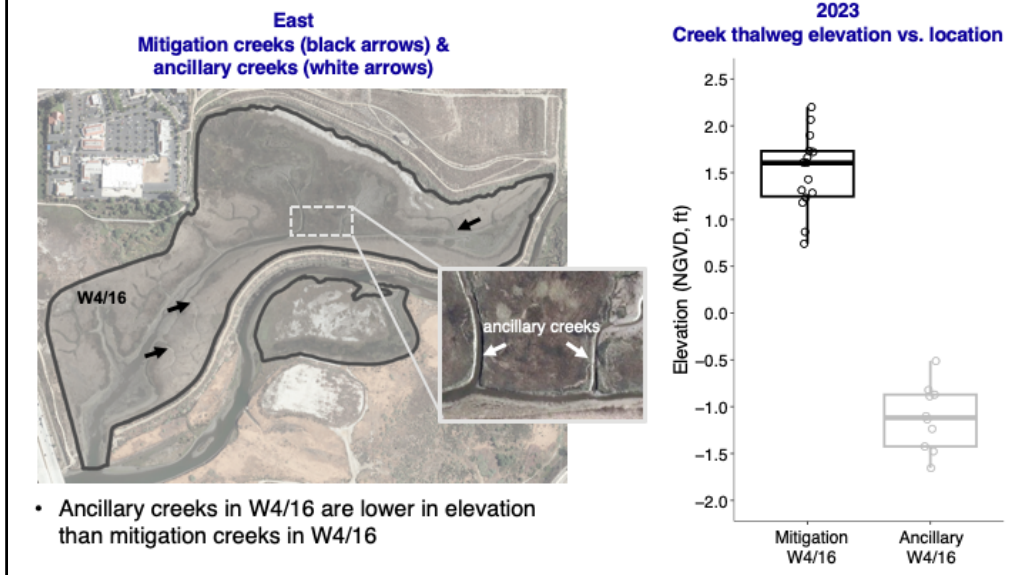 East
Mitigation creeks (black arrows) &
ancillary creeks (white arrows)
W4/16
ancillary creeks
• Ancillary creeks in W4/16 are lower in elevation
than mitigation creeks in W4/16
2023
Creek thalweg elevation vs. location
Elevation (NGVD, ft)
2.5
2.0
1.5
1.0
0.5
0.0
−0.5
−1.0
−1.5
−2.0
Mitigation
W4/16
Ancillary
W4/16